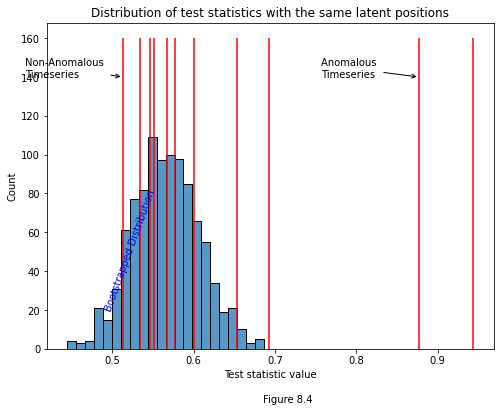 Distribution of test statistics with the same latent positions
160
Non-Anomalous
Timeseries
Anomalous
Timeseries
140
120
100
80
60
40
20
0
Count
Bootstrapped Distribution
0.5
0.6
0.7
0.8
0.9
Test statistic value
Figure 8.4